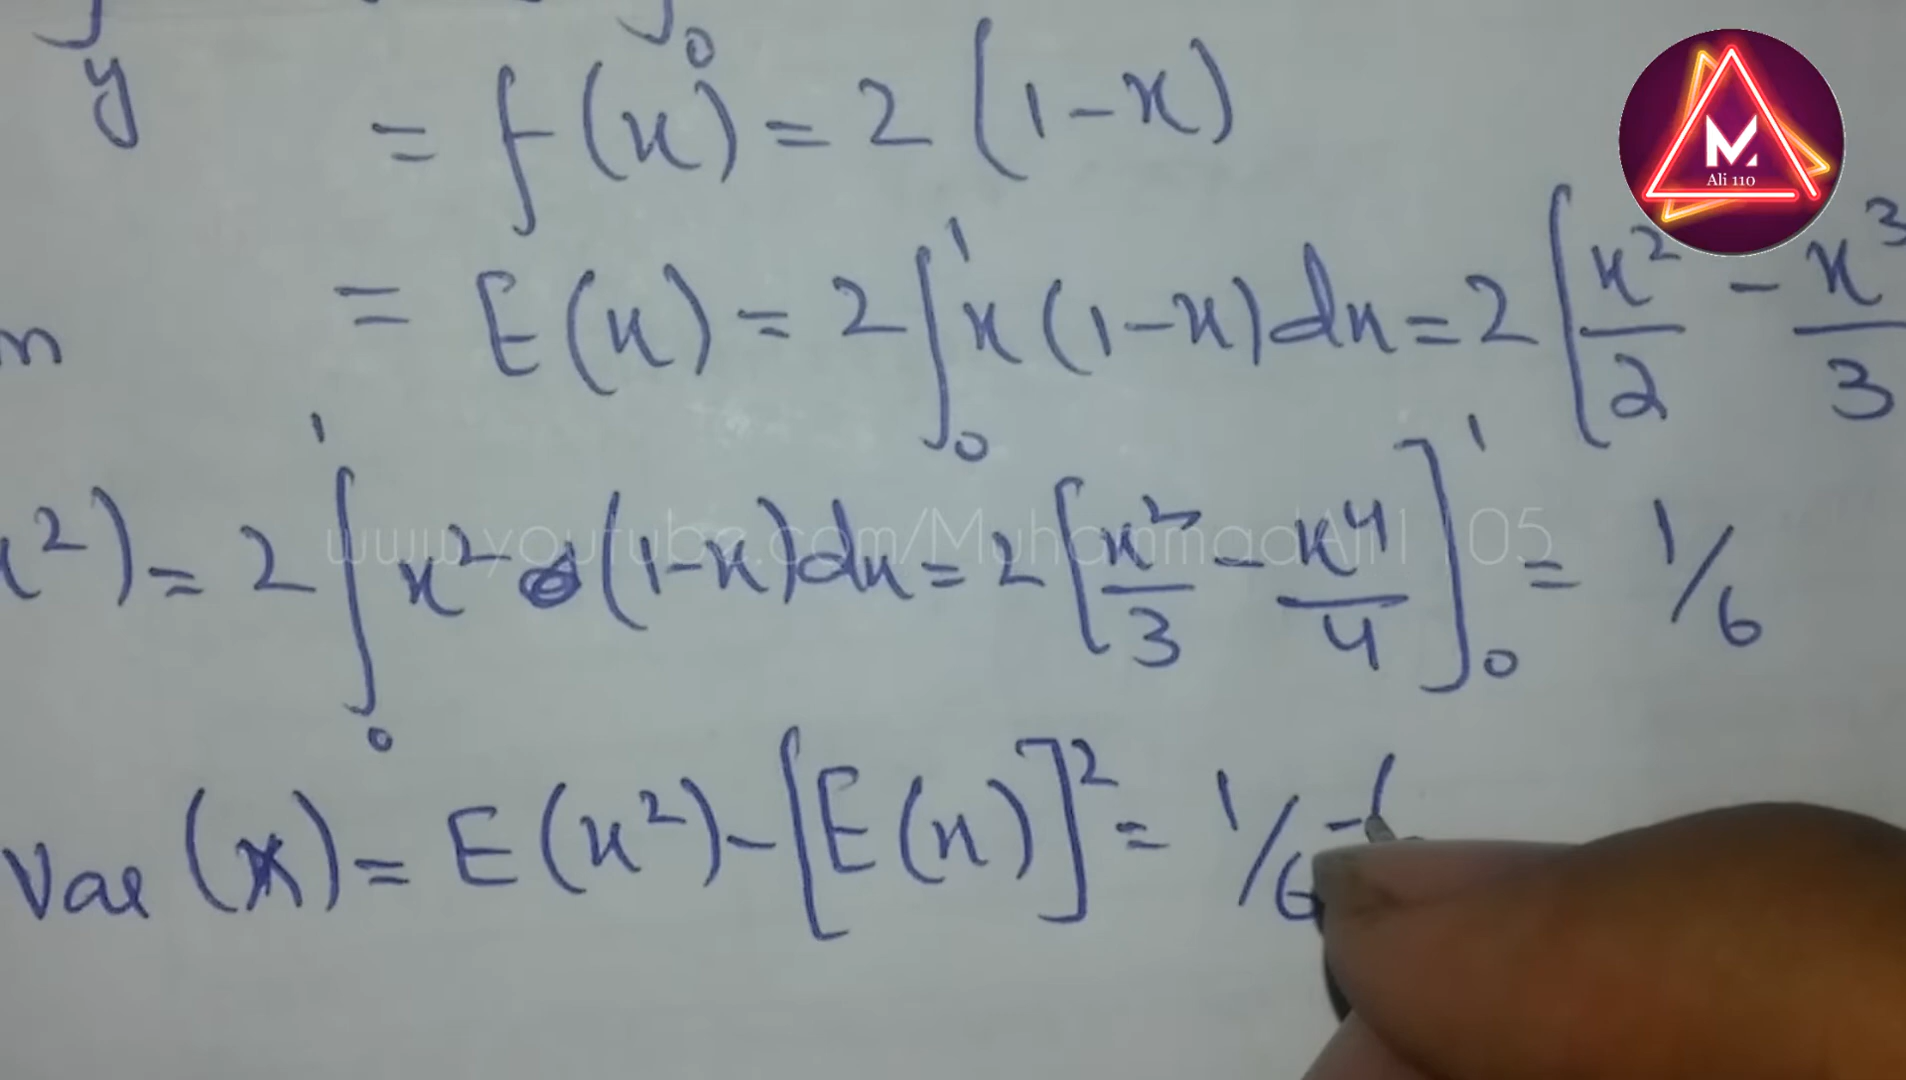 y
= f(x) = 2 (1-x)
M.
Ali 110
n = E(x) = 2 ∫₀¹ x (1-x) dx = 2 [x²/2 - x³/3
x²) = 2 ∫₀¹ x² (1-x) dx = 2 [x³/3 - x⁴/4]₀¹ = 1/6
www.youtube.com/MuhammadAli1105
Var (x) = E(x²) - [E(x)]² = 1/6 - (